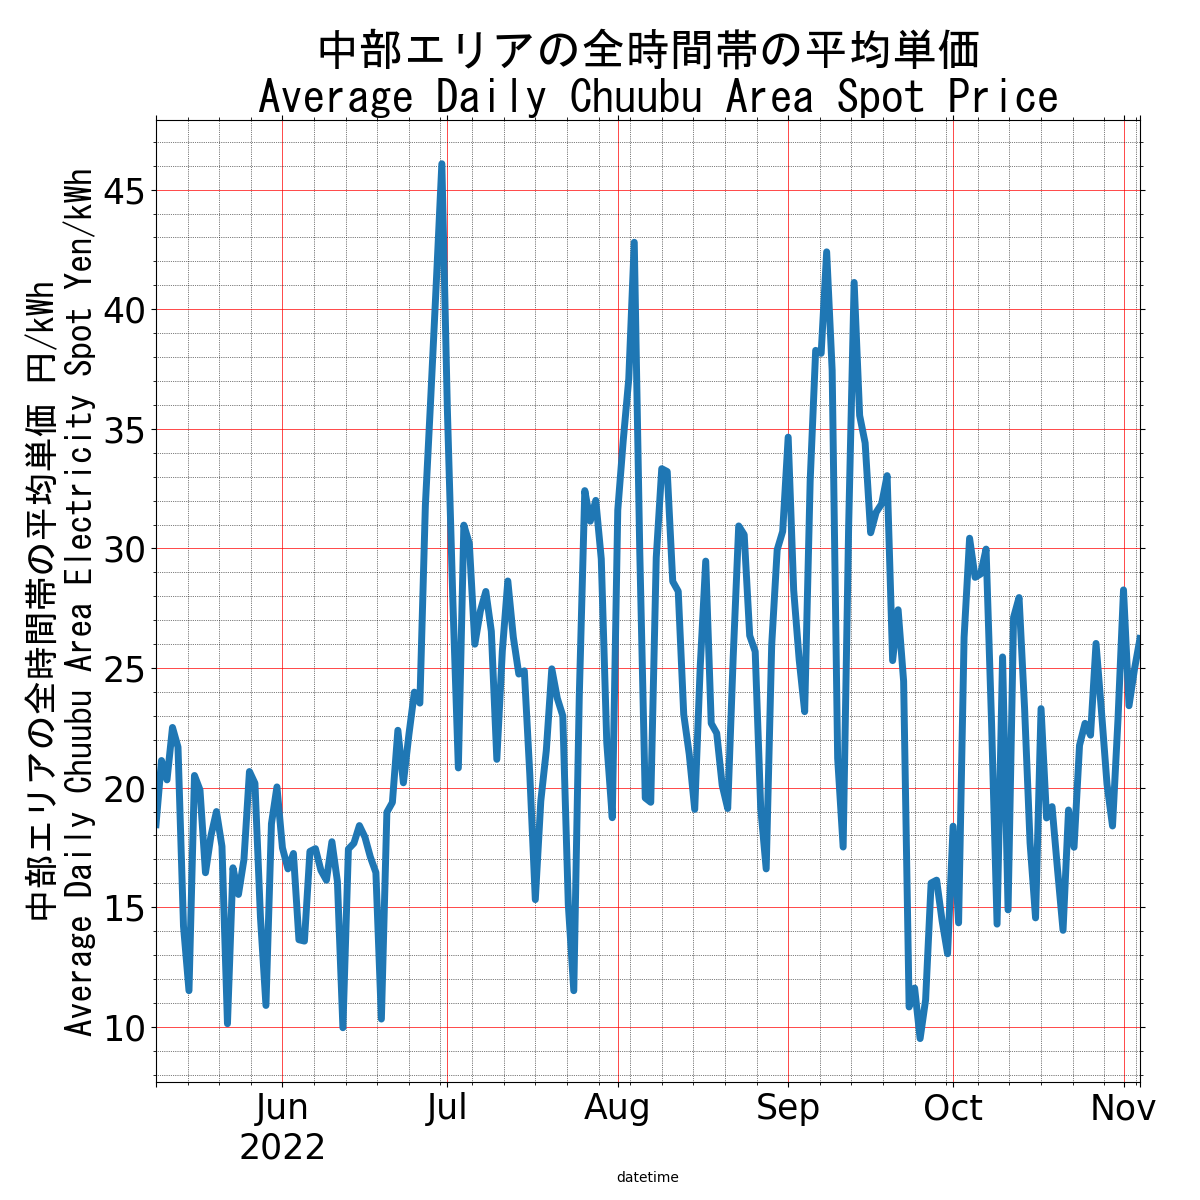 中部エリアの全時間帯の平均単価
Average Daily Chuubu Area Spot Price
中部エリアの全時間帯の平均単価 円/kWh
Average Daily Chuubu Area Electricity Spot Yen/kWh
45
40
35
30
25
20
15
10
Jun
2022
Jul
Aug
Sep
Oct
Nov
datetime